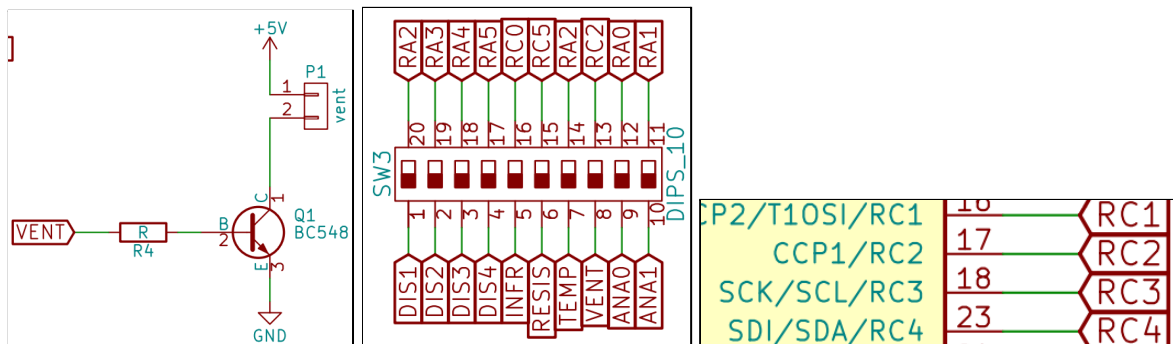 +5V
P1
1
2
vent
C
1
Q1
BC548
VENT
R
R4
B
2
E
3
GND
RA2 RA3 RA4 RA5 RC0 RC5 RA2 RC2 RA0 RA1
20 19 18 17 16 15 14 13 12 11
SW3
DIPS_10
1 2 3 4 5 6 7 8 9 10
DIS1 DIS2 DIS3 DIS4 INFR RESIS TEMP VENT ANA0 ANA1
CP2/T1OSI/RC1 16 RC1
CCP1/RC2 17 RC2
SCK/SCL/RC3 18 RC3
SDI/SDA/RC4 23 RC4